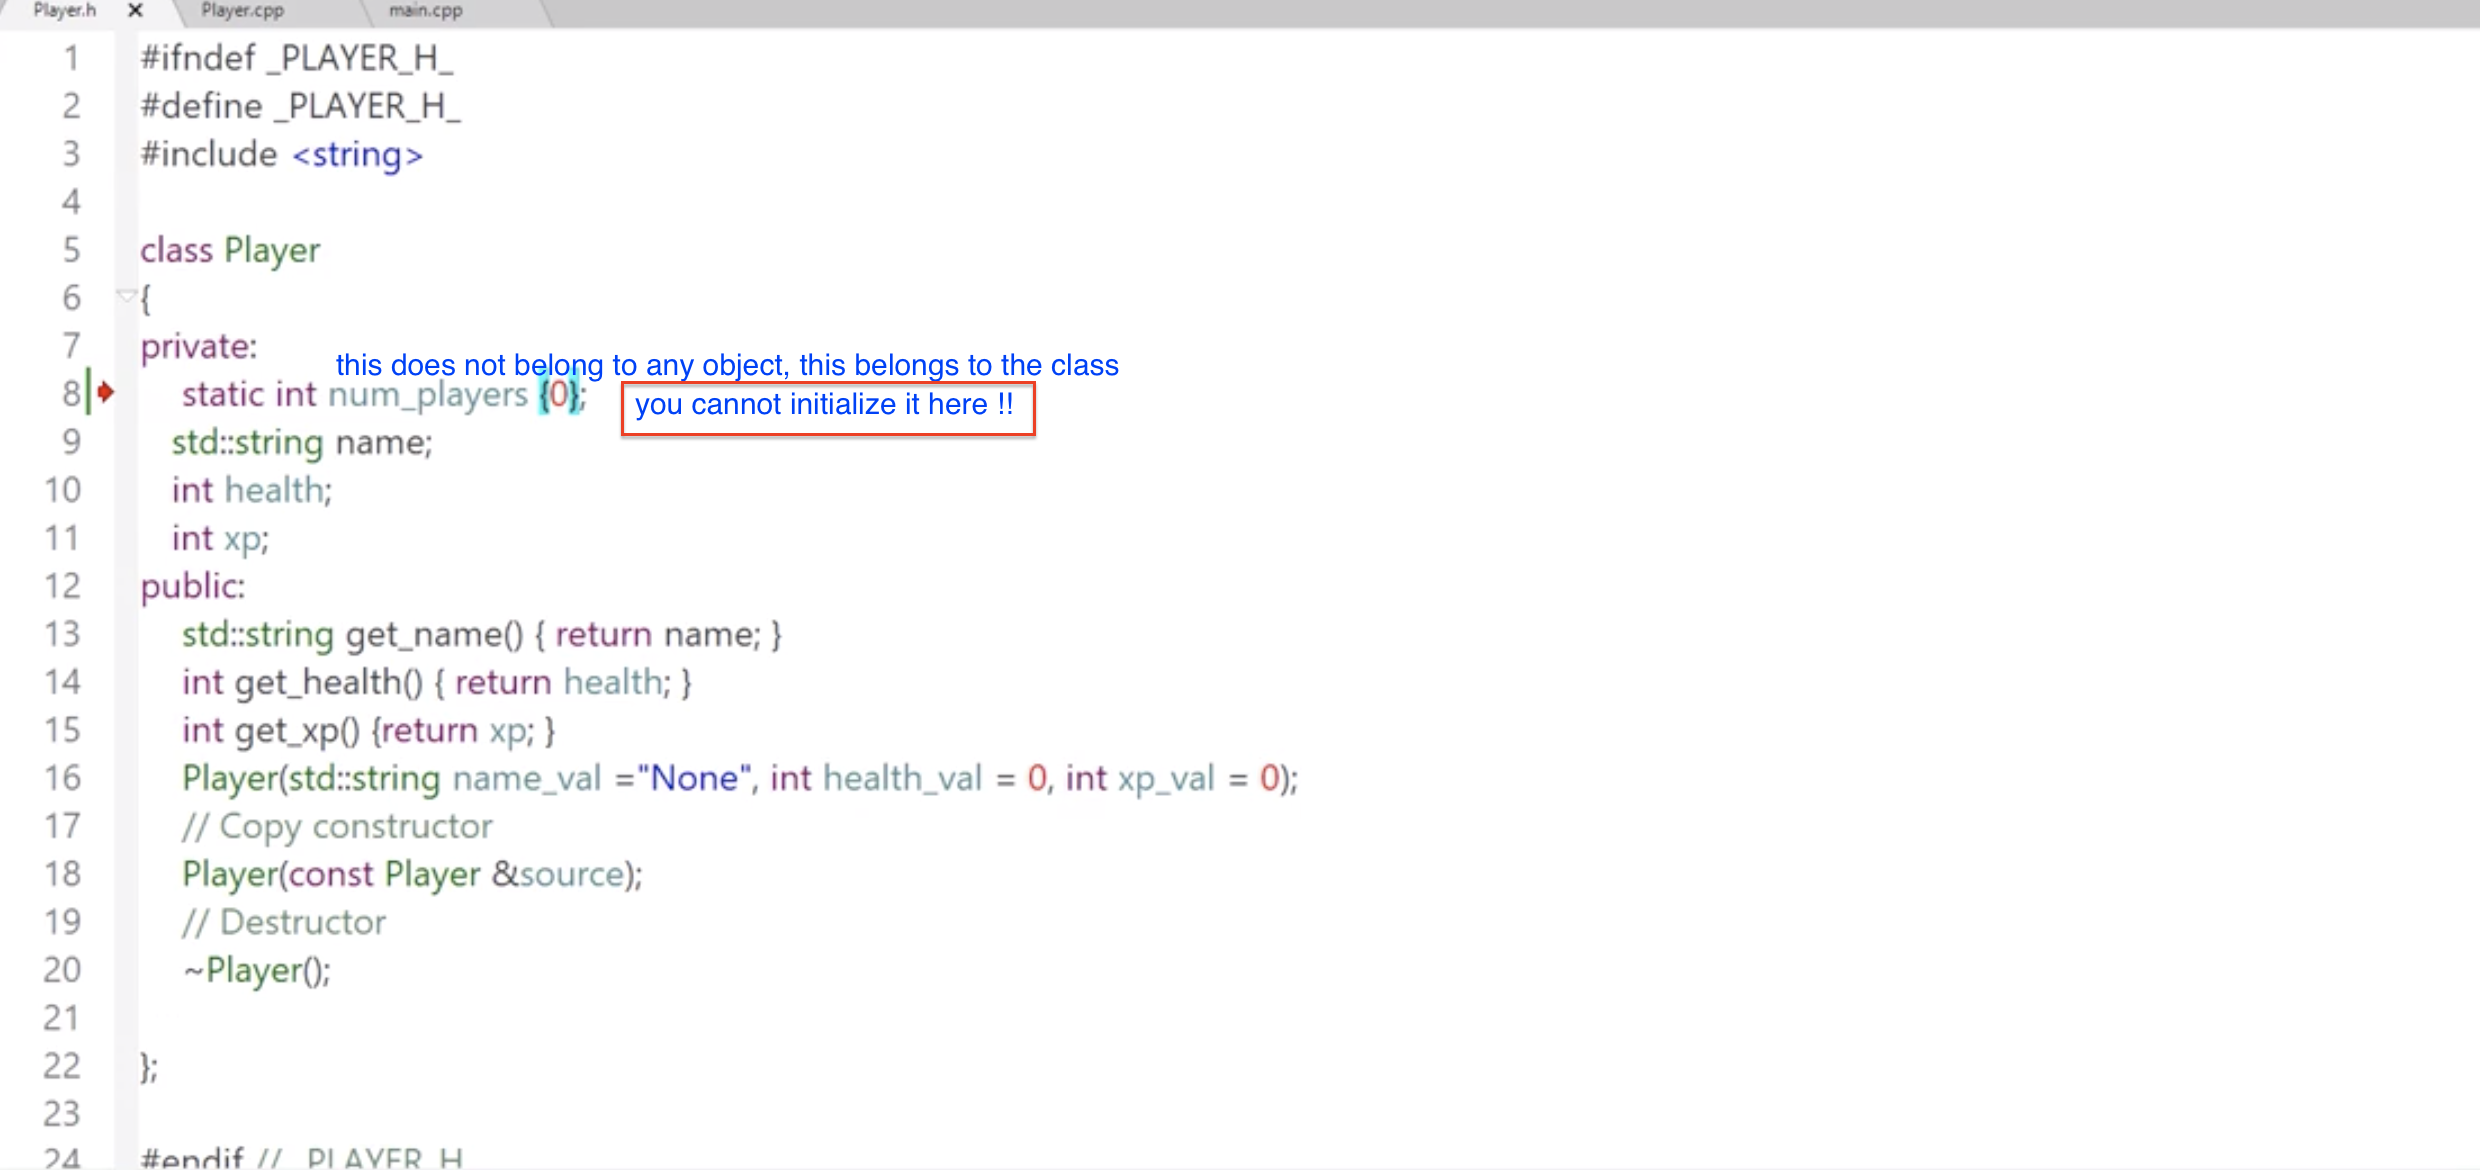 Player.h x Player.cpp main.cpp
1 #ifndef _PLAYER_H_
2 #define _PLAYER_H_
3 #include <string>
4
5 class Player
6 {
7 private:
this does not belong to any object, this belongs to the class
8 static int num_players {0};
you cannot initialize it here !!
9 std::string name;
10 int health;
11 int xp;
12 public:
13 std::string get_name() { return name; }
14 int get_health() { return health; }
15 int get_xp() {return xp; }
16 Player(std::string name_val ="None", int health_val = 0, int xp_val = 0);
17 // Copy constructor
18 Player(const Player &source);
19 // Destructor
20 ~Player();
21
22 };
23
24 #endif // _PLAYER_H_